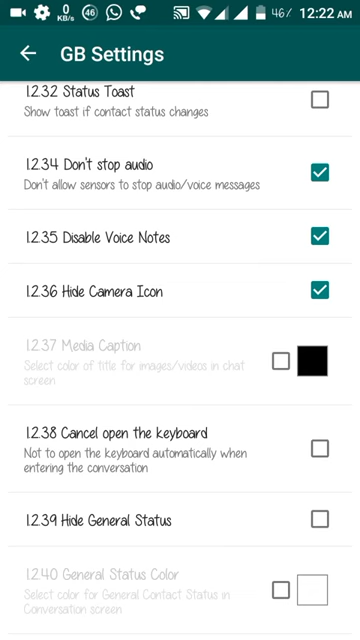 0
KB/s
46
46%
12:22 AM
GB Settings
1.2.32 Status Toast
Show toast if contact status changes
1.2.34 Don't stop audio
Don't allow sensors to stop audio/voice messages
1.2.35 Disable Voice Notes
1.2.36 Hide Camera Icon
1.2.37 Media Caption
Select color of title for images/videos in chat
screen
1.2.38 Cancel open the keyboard
Not to open the keyboard automatically when
entering the conversation
1.2.39 Hide General Status
1.2.40 General Status Color
Select color for General Contact Status in
Conversation screen